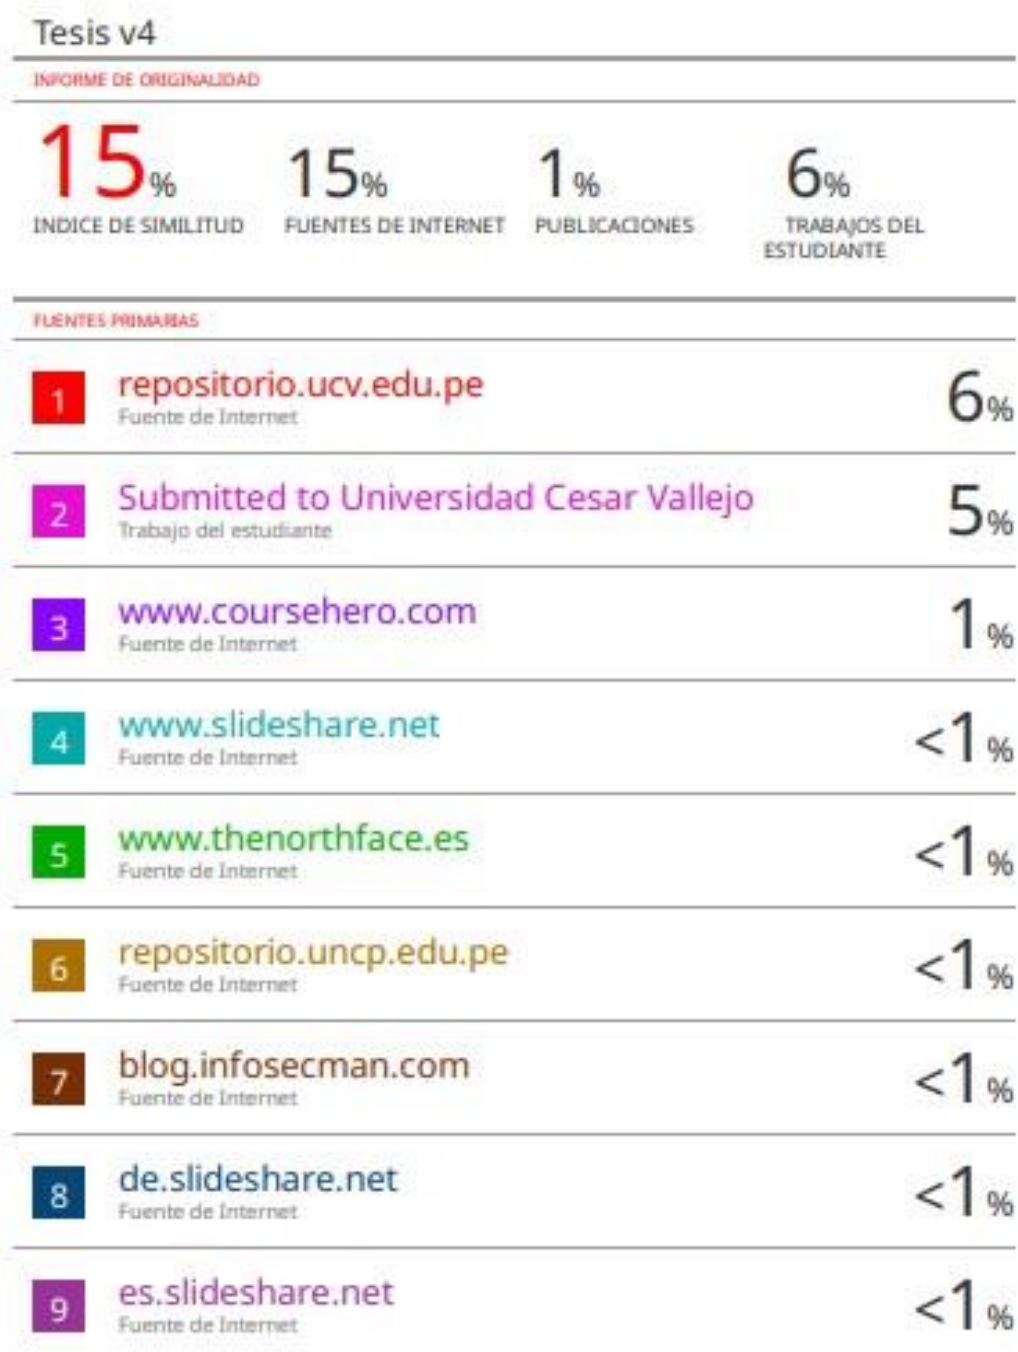 Tesis v4
INFORME DE ORIGINALIDAD
15%
15%
1%
6%
INDICE DE SIMILITUD
FUENTES DE INTERNET
PUBLICACIONES
TRABAJOS DEL
ESTUDIANTE
FUENTES PRIMARIAS
1
repositorio.ucv.edu.pe
Fuente de Internet
6%
2
Submitted to Universidad Cesar Vallejo
Trabajo del estudiante
5%
3
www.coursehero.com
Fuente de Internet
1%
4
www.slideshare.net
Fuente de Internet
<1%
5
www.thenorthface.es
Fuente de Internet
<1%
6
repositorio.uncp.edu.pe
Fuente de Internet
<1%
7
blog.infosecman.com
Fuente de Internet
<1%
8
de.slideshare.net
Fuente de Internet
<1%
9
es.slideshare.net
Fuente de Internet
<1%